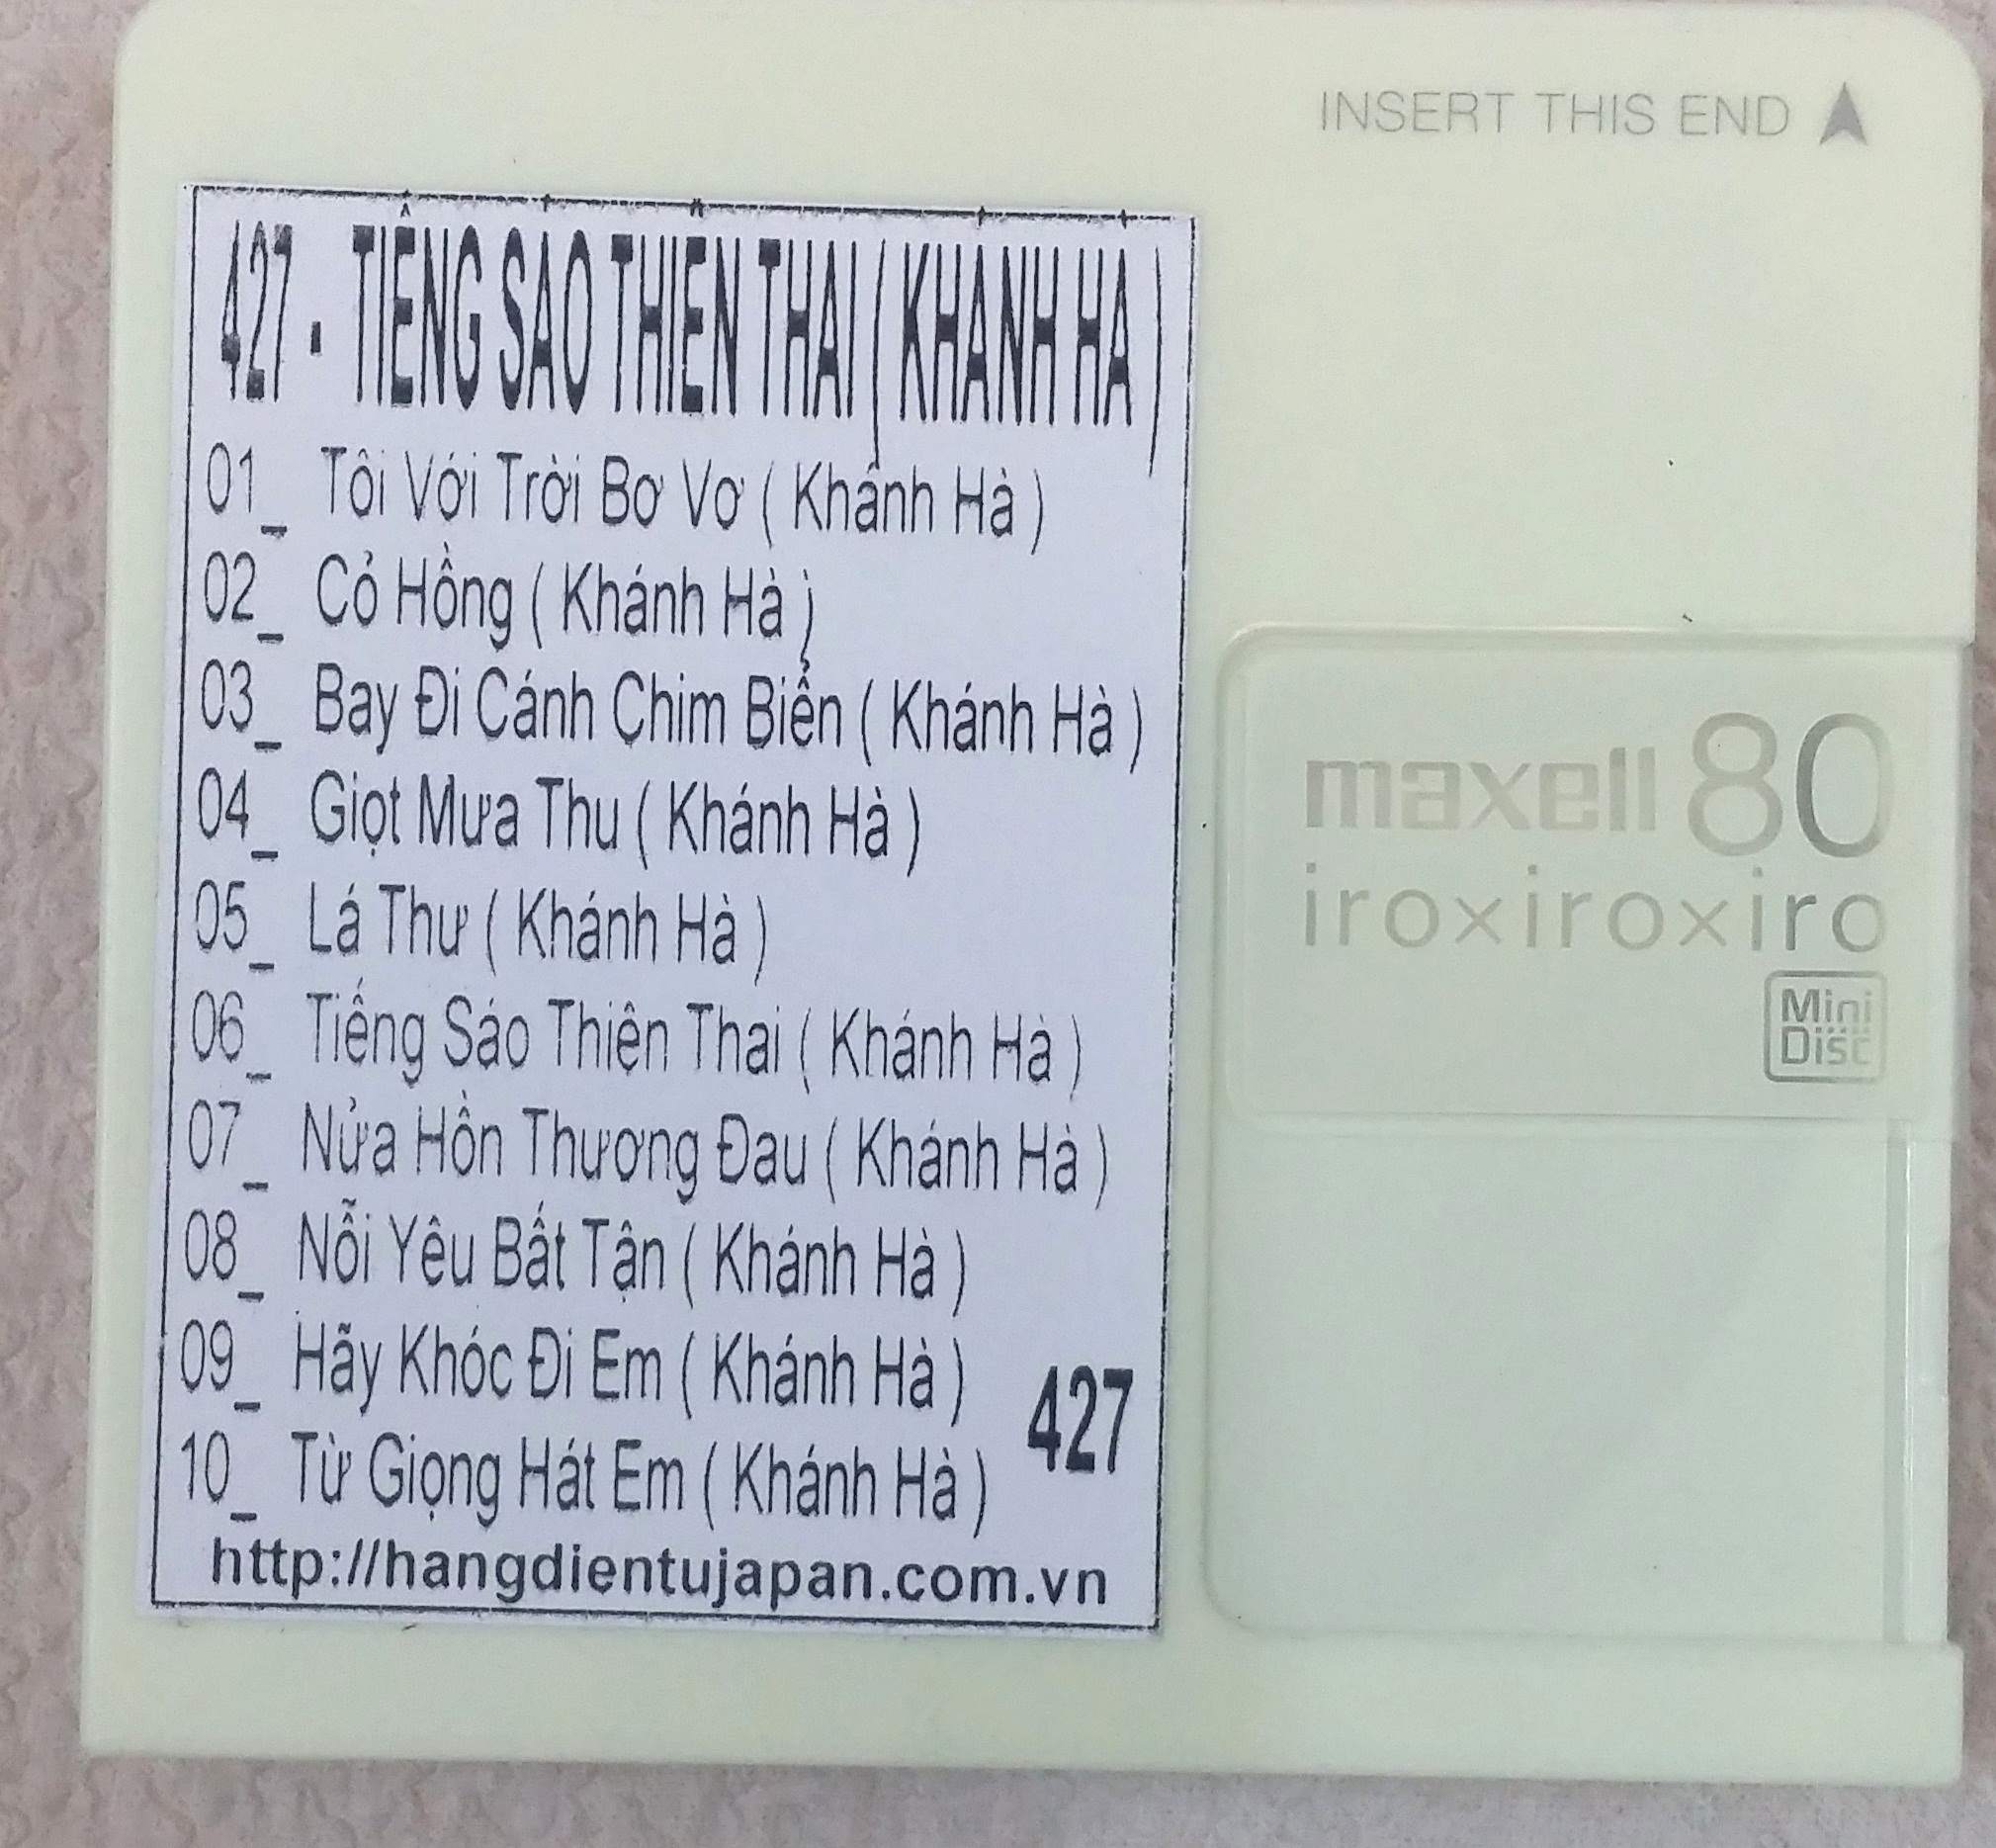 INSERT THIS END
427 - TIẾNG SÁO THIÊN THAI ( KHÁNH HÀ )
01_ Tôi Với Trời Bơ Vơ ( Khánh Hà )
02_ Cỏ Hồng ( Khánh Hà )
03_ Bay Đi Cánh Chim Biển ( Khánh Hà )
04_ Giọt Mưa Thu ( Khánh Hà )
05_ Lá Thư ( Khánh Hà )
06_ Tiếng Sáo Thiên Thai ( Khánh Hà )
07_ Nửa Hồn Thương Đau ( Khánh Hà )
08_ Nỗi Yêu Bất Tận ( Khánh Hà )
09_ Hãy Khóc Đi Em ( Khánh Hà )
427
10_ Từ Giọng Hát Em ( Khánh Hà )
http://hangdientujapan.com.vn
maxell 80
iro×iro×iro
Mini
Disc